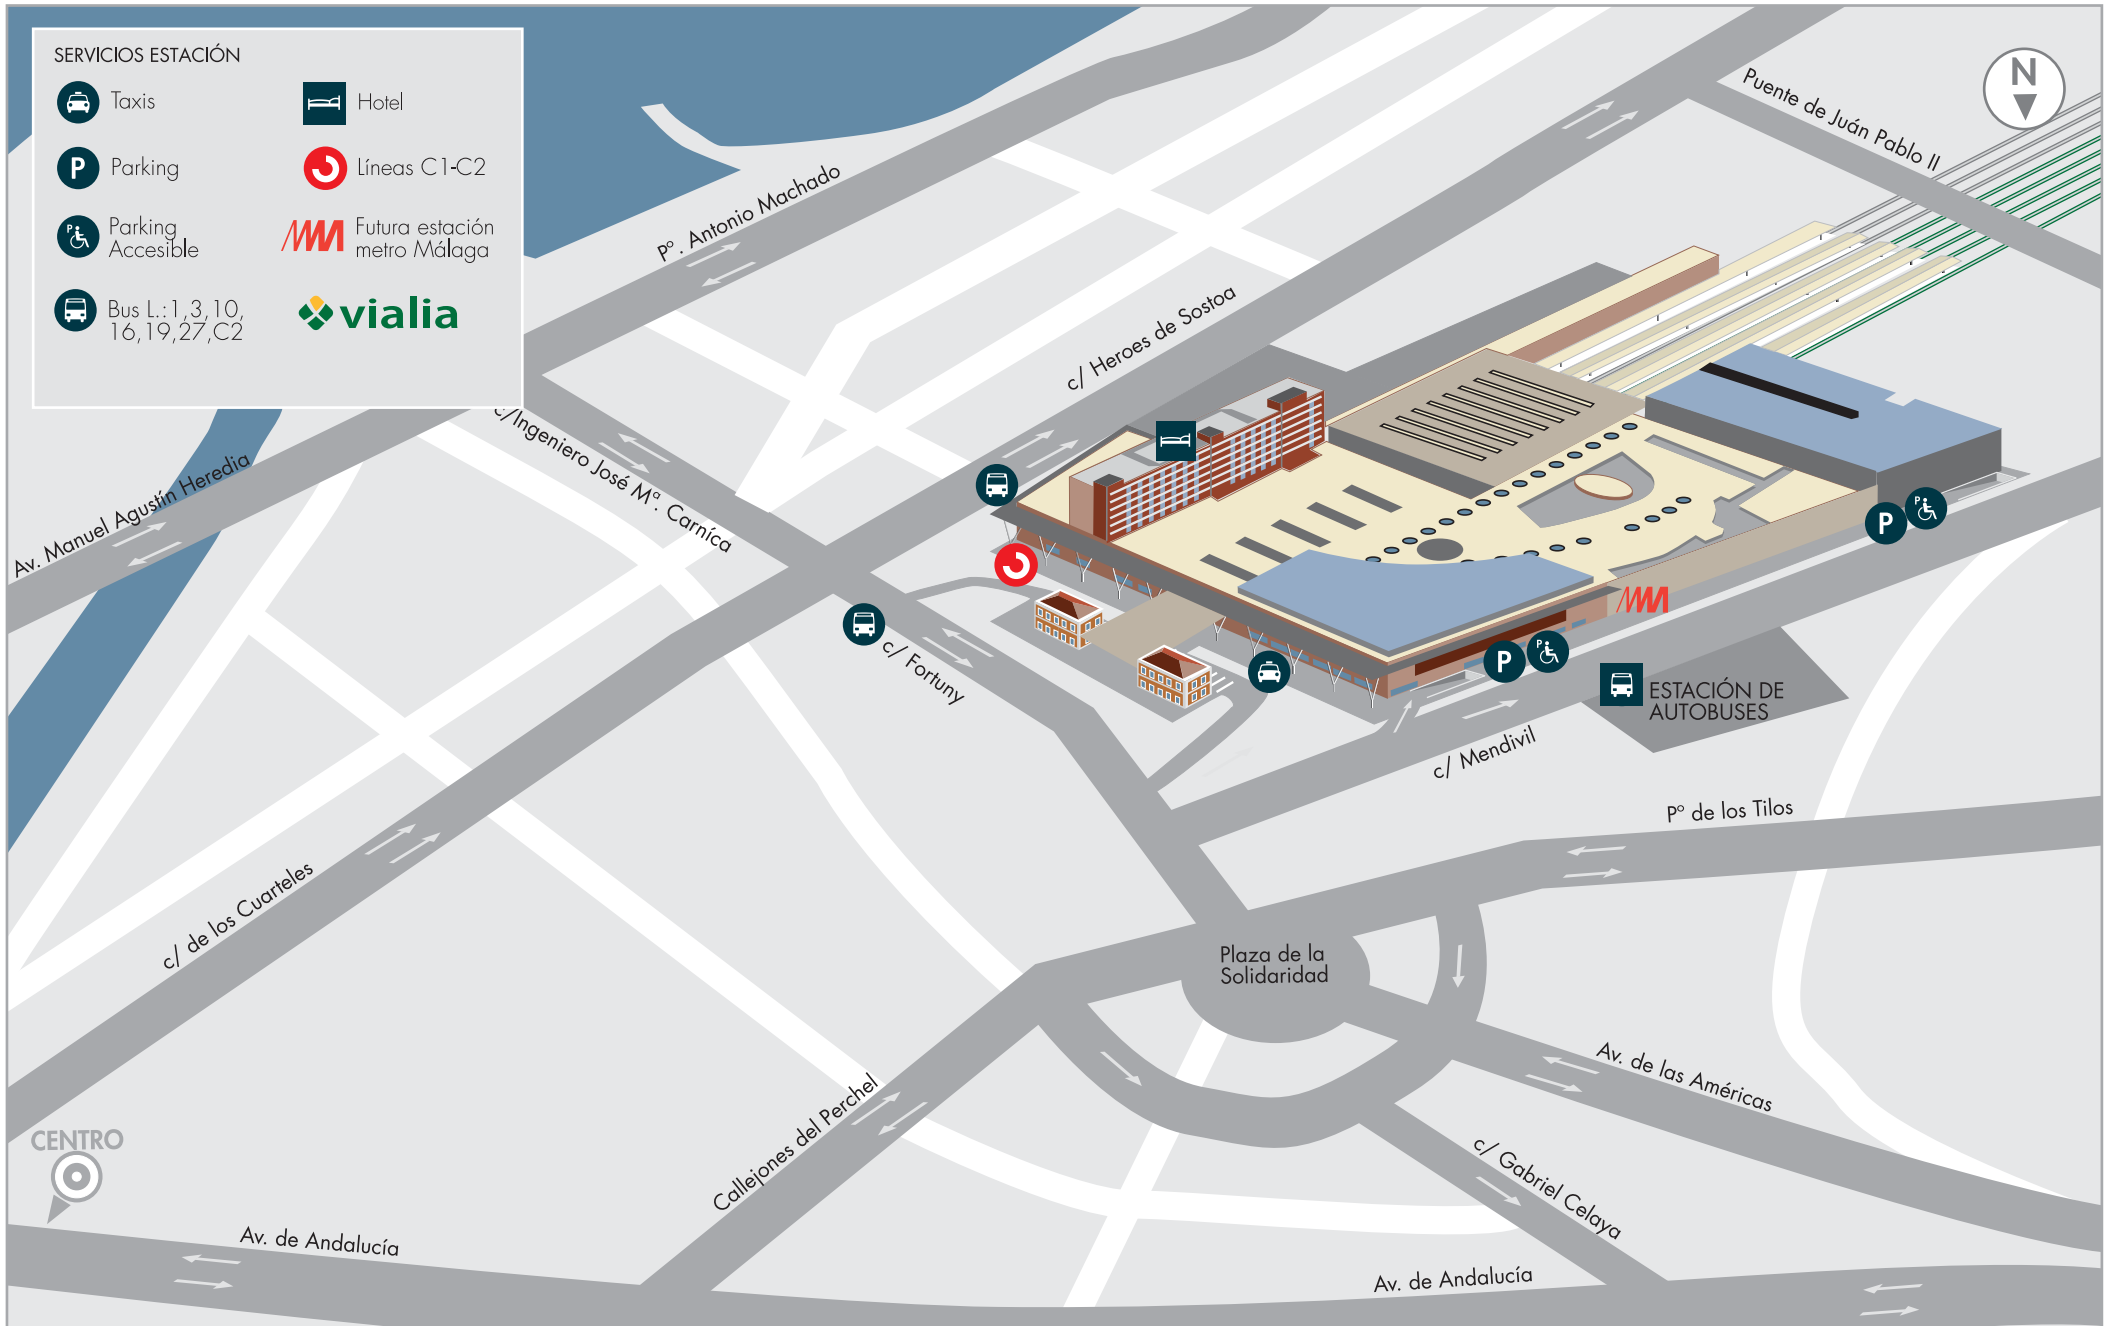 SERVICIOS ESTACIÓN
Taxis
Hotel
P
Parking
Líneas C1-C2
P
Parking
Accesible
Futura estación
metro Málaga
Bus L.:1,3,10,
16,19,27,C2
vialia
N
Puente de Juán Pablo II
Pº. Antonio Machado
c/ Heroes de Sostoa
c/Ingeniero José Mª. Carníca
Av. Manuel Agustín Heredia
c/ Fortuny
P
P
P
P
ESTACIÓN DE
AUTOBUSES
c/ Mendivil
Pº de los Tilos
c/ de los Cuarteles
Plaza de la
Solidaridad
Av. de las Américas
Callejones del Perchel
c/ Gabriel Celaya
CENTRO
Av. de Andalucía
Av. de Andalucía